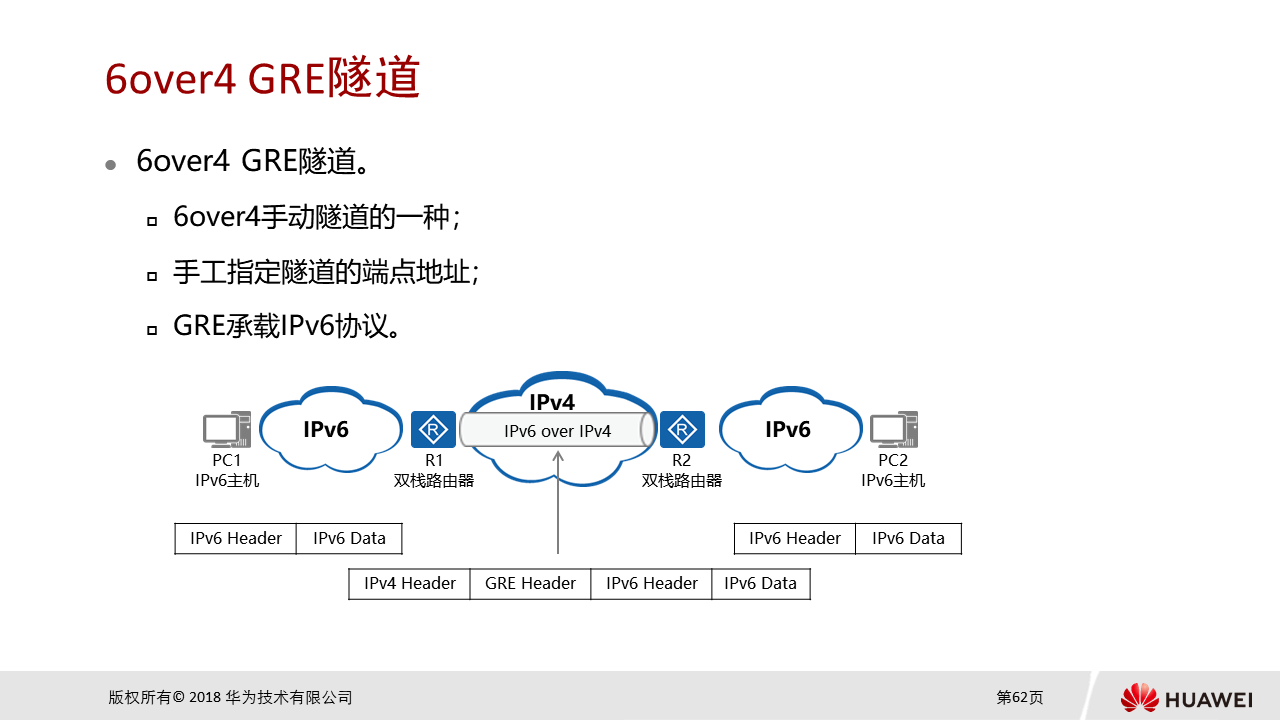 6over4 GRE隧道
6over4 GRE隧道。
6over4手动隧道的一种；
手工指定隧道的端点地址；
GRE承载IPv6协议。
IPv4
IPv6
IPv6 over IPv4
IPv6
R
R
PC1
R1
R2
PC2
IPv6主机
双栈路由器
双栈路由器
IPv6主机
IPv6 Header IPv6 Data
IPv6 Header IPv6 Data
IPv4 Header GRE Header IPv6 Header IPv6 Data
版权所有© 2018 华为技术有限公司
第62页
HUAWEI